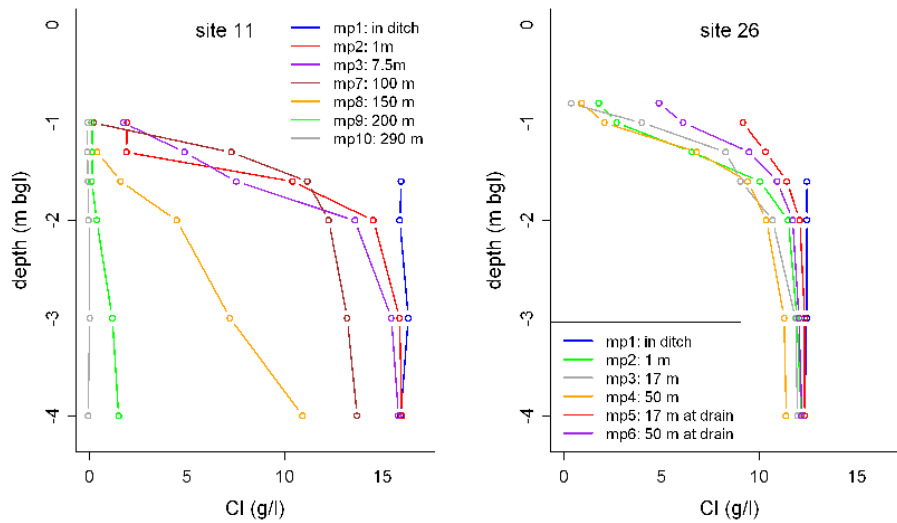 site 11
mp1: in ditch
mp2: 1m
mp3: 7.5m
mp7: 100 m
mp8: 150 m
mp9: 200 m
mp10: 290 m
depth (m bgl)
0
-1
-2
-3
-4
0
5
10
15
Cl (g/l)
site 26
depth (m bgl)
0
-1
-2
-3
-4
mp1: in ditch
mp2: 1 m
mp3: 17 m
mp4: 50 m
mp5: 17 m at drain
mp6: 50 m at drain
0
5
10
15
Cl (g/l)